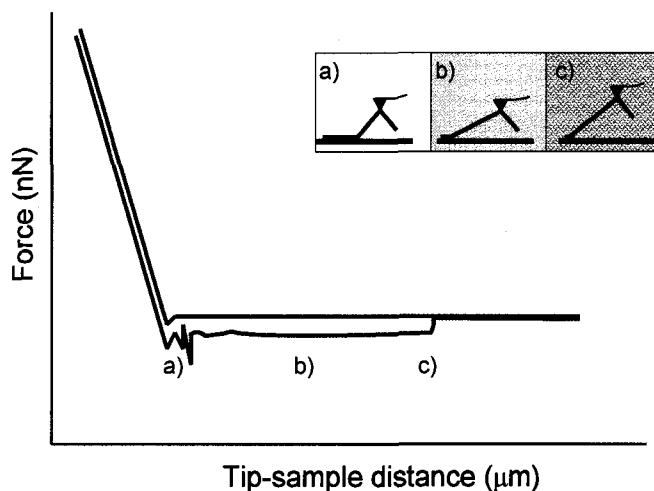 a)
b)
c)
Force (nN)
a)
b)
c)
Tip-sample distance (μm)